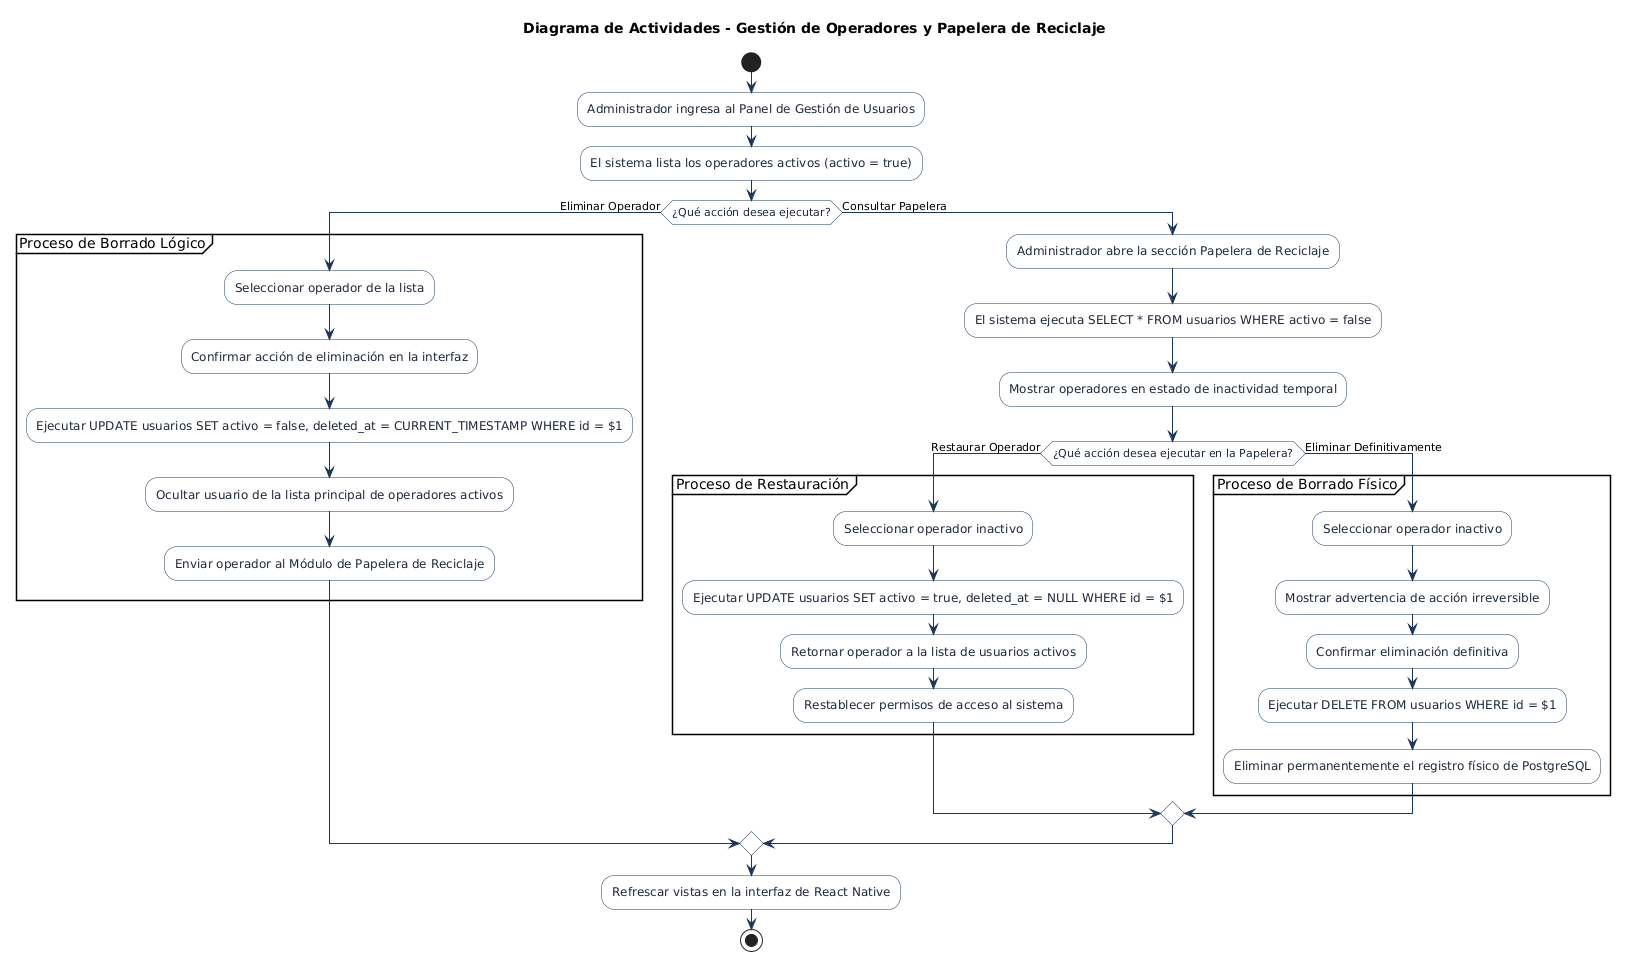 Diagrama de Actividades - Gestión de Operadores y Papelera de Reciclaje
Administrador ingresa al Panel de Gestión de Usuarios
El sistema lista los operadores activos (activo = true)
¿Qué acción desea ejecutar?
Eliminar Operador
Consultar Papelera
Proceso de Borrado Lógico
Seleccionar operador de la lista
Confirmar acción de eliminación en la interfaz
Ejecutar UPDATE usuarios SET activo = false, deleted_at = CURRENT_TIMESTAMP WHERE id = $1
Ocultar usuario de la lista principal de operadores activos
Enviar operador al Módulo de Papelera de Reciclaje
Administrador abre la sección Papelera de Reciclaje
El sistema ejecuta SELECT * FROM usuarios WHERE activo = false
Mostrar operadores en estado de inactividad temporal
¿Qué acción desea ejecutar en la Papelera?
Restaurar Operador
Eliminar Definitivamente
Proceso de Restauración
Seleccionar operador inactivo
Ejecutar UPDATE usuarios SET activo = true, deleted_at = NULL WHERE id = $1
Retornar operador a la lista de usuarios activos
Restablecer permisos de acceso al sistema
Proceso de Borrado Físico
Seleccionar operador inactivo
Mostrar advertencia de acción irreversible
Confirmar eliminación definitiva
Ejecutar DELETE FROM usuarios WHERE id = $1
Eliminar permanentemente el registro físico de PostgreSQL
Refrescar vistas en la interfaz de React Native